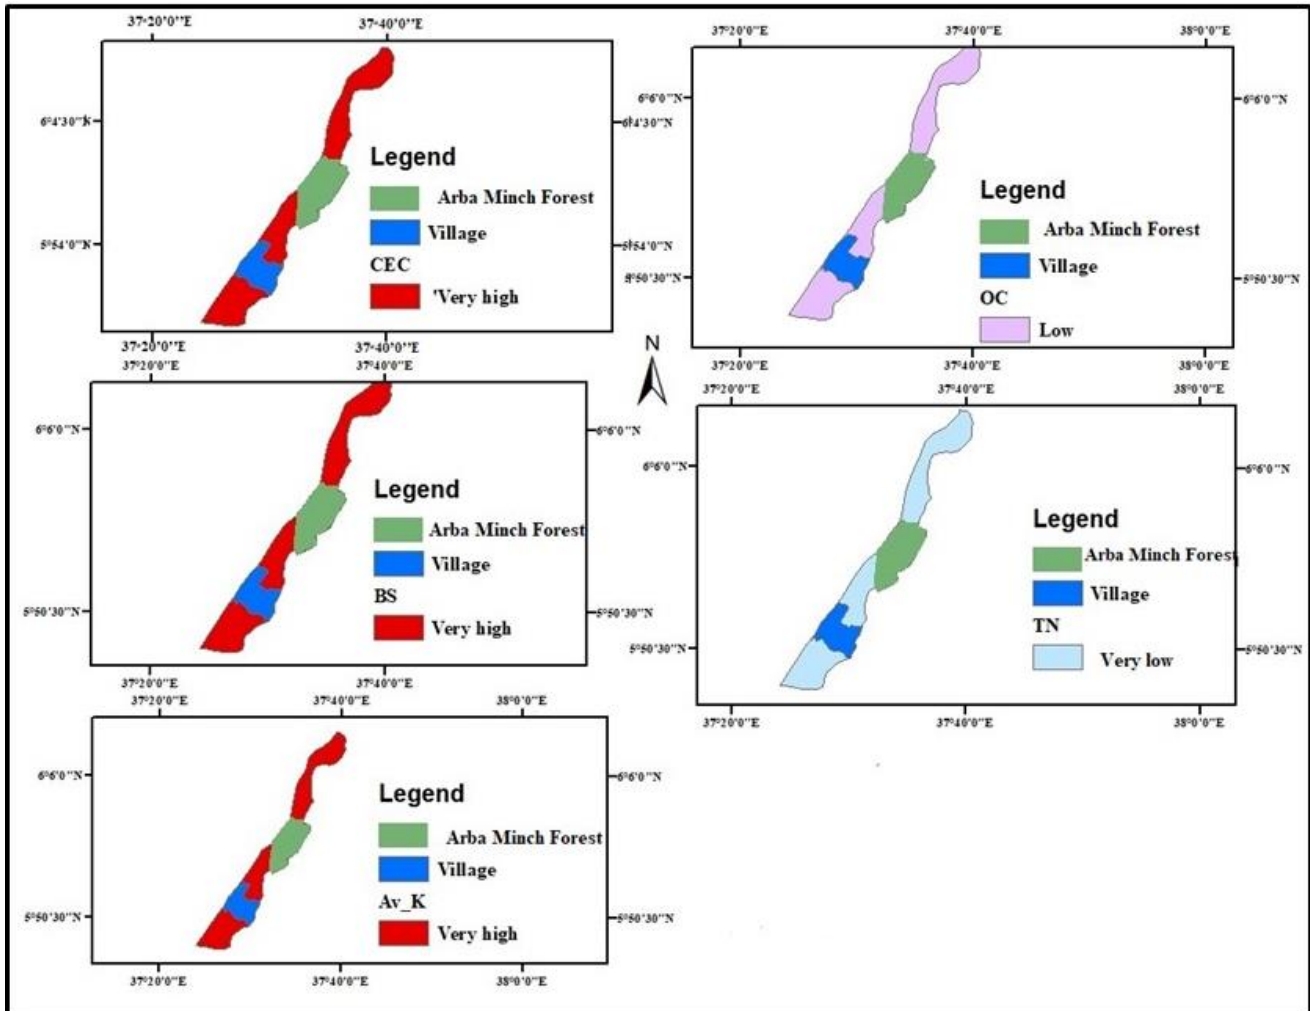 37°20'0''E 37°40'0''E
6°4'30''N 6°4'30''N
5°54'0''N 5°54'0''N
Legend
Arba Minch Forest
Village
CEC
'Very high
37°20'0''E 37°40'0''E
37°20'0''E 37°40'0''E 38°0'0''E
6°6'0''N 6°6'0''N
5°50'30''N 5°50'30''N
Legend
Arba Minch Forest
Village
OC
Low
37°20'0''E 37°40'0''E 38°0'0''E
N
37°20'0''E 37°40'0''E
6°6'0''N 6°6'0''N
5°50'30''N 5°50'30''N
Legend
Arba Minch Forest
Village
BS
Very high
37°20'0''E 37°40'0''E
37°20'0''E 37°40'0''E 38°0'0''E
6°6'0''N 6°6'0''N
5°50'30''N 5°50'30''N
Legend
Arba Minch Forest
Village
TN
Very low
37°20'0''E 37°40'0''E 38°0'0''E
37°20'0''E 37°40'0''E 38°0'0''E
6°6'0''N 6°6'0''N
5°50'30''N 5°50'30''N
Legend
Arba Minch Forest
Village
Av_K
Very high
37°20'0''E 37°40'0''E 38°0'0''E